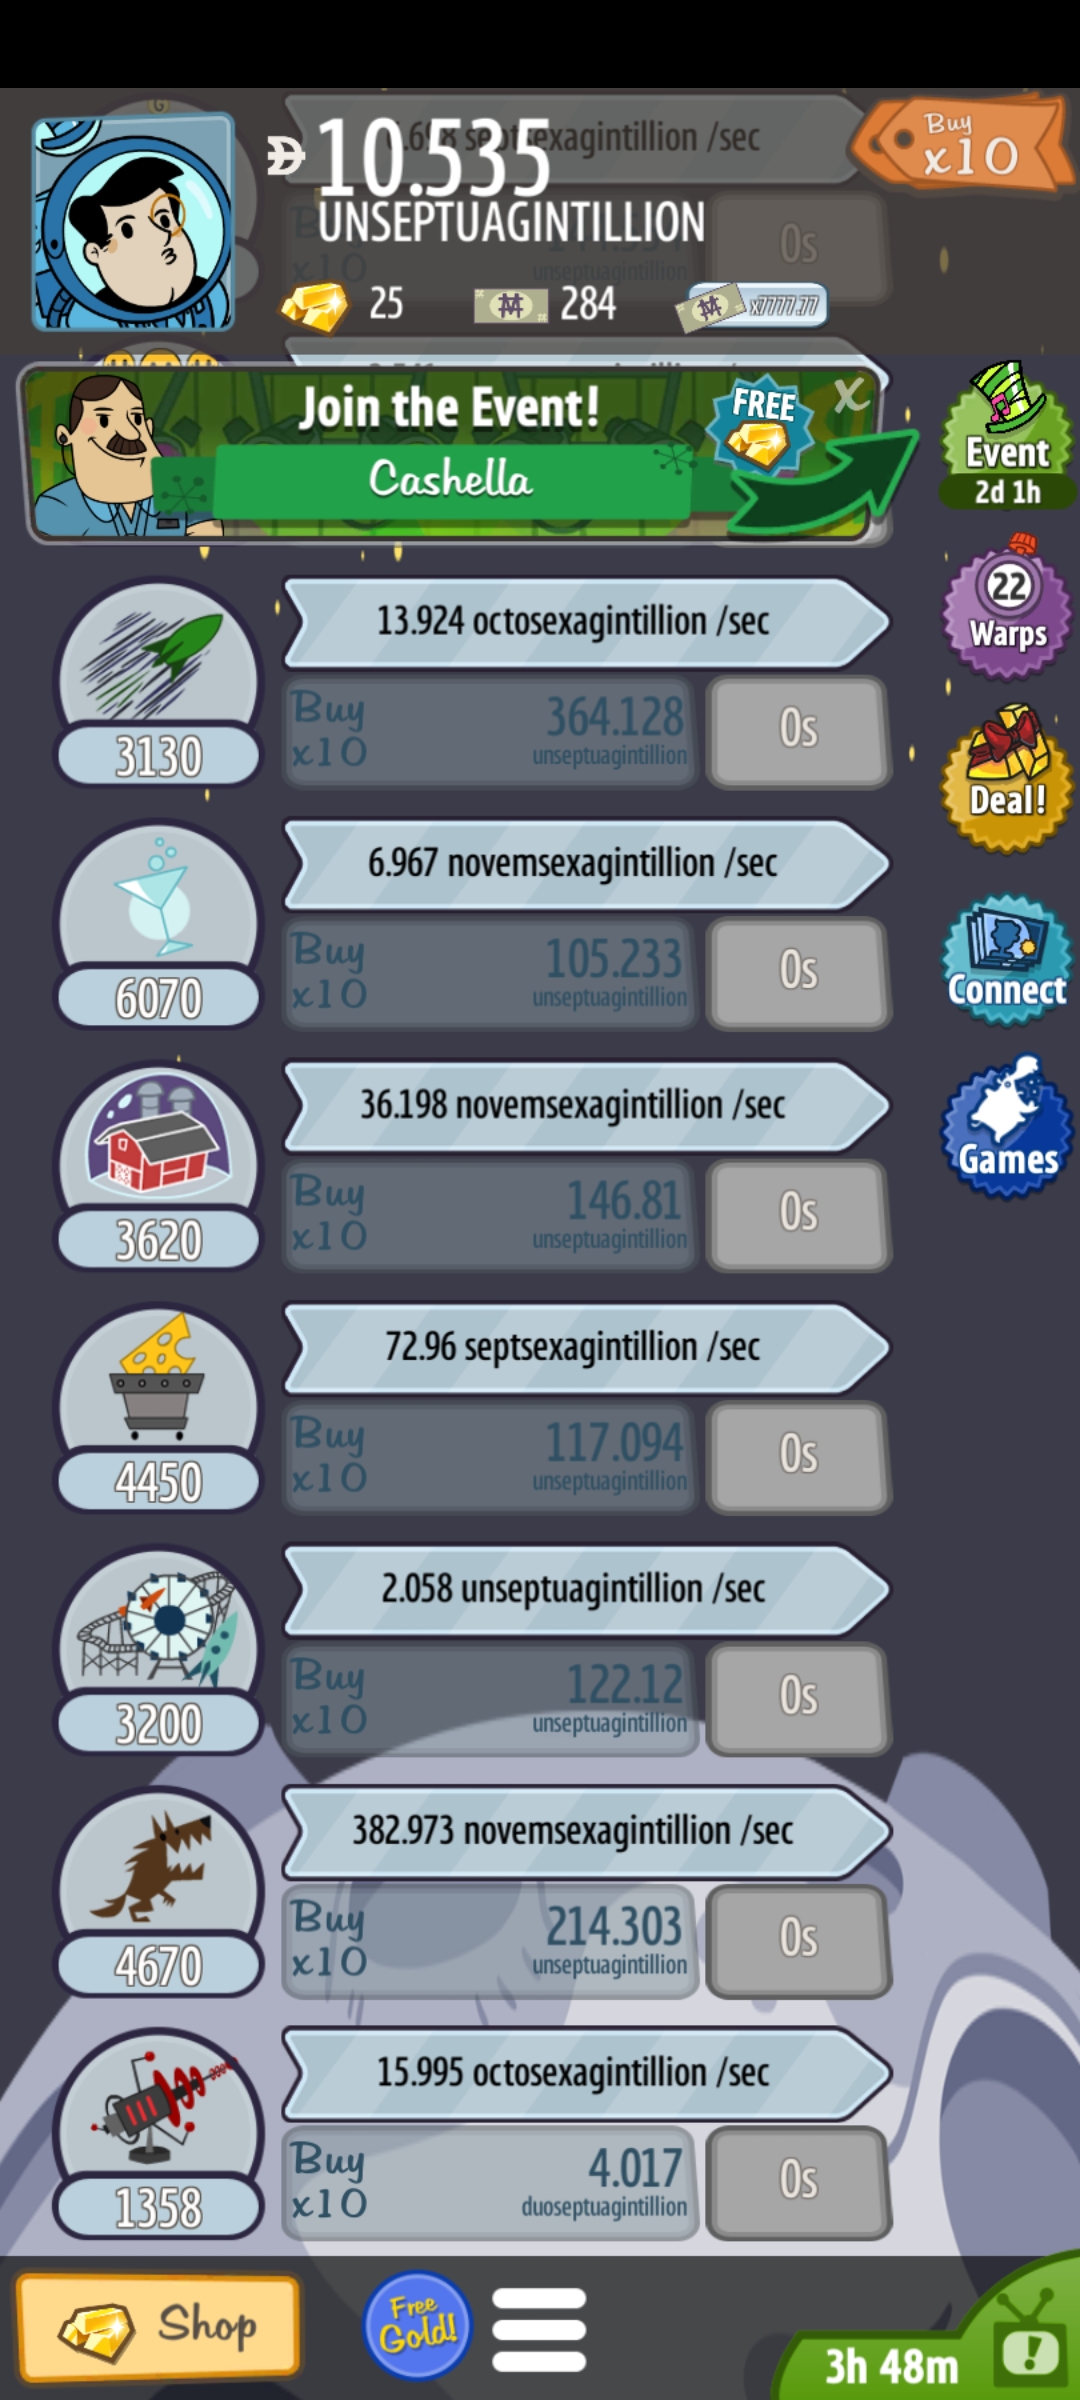 10.535
UNSEPTUAGINTILLION
Buy
x10
25
284
x7777.77
septsexagintillion /sec
x10
unseptuagintillion
0s
Join the Event!
Cashella
FREE
X
Event
2d 1h
13.924 octosexagintillion /sec
Buy
x10
364.128
unseptuagintillion
0s
3130
22
Warps
Deal!
6.967 novemsexagintillion /sec
Buy
x10
105.233
unseptuagintillion
0s
6070
Connect
36.198 novemsexagintillion /sec
Buy
x10
146.81
unseptuagintillion
0s
3620
Games
72.96 septsexagintillion /sec
Buy
x10
117.094
unseptuagintillion
0s
4450
2.058 unseptuagintillion /sec
Buy
x10
122.12
unseptuagintillion
0s
3200
382.973 novemsexagintillion /sec
Buy
x10
214.303
unseptuagintillion
0s
4670
15.995 octosexagintillion /sec
Buy
x10
4.017
duoseptuagintillion
0s
1358
Shop
Free
Gold!
3h 48m
!